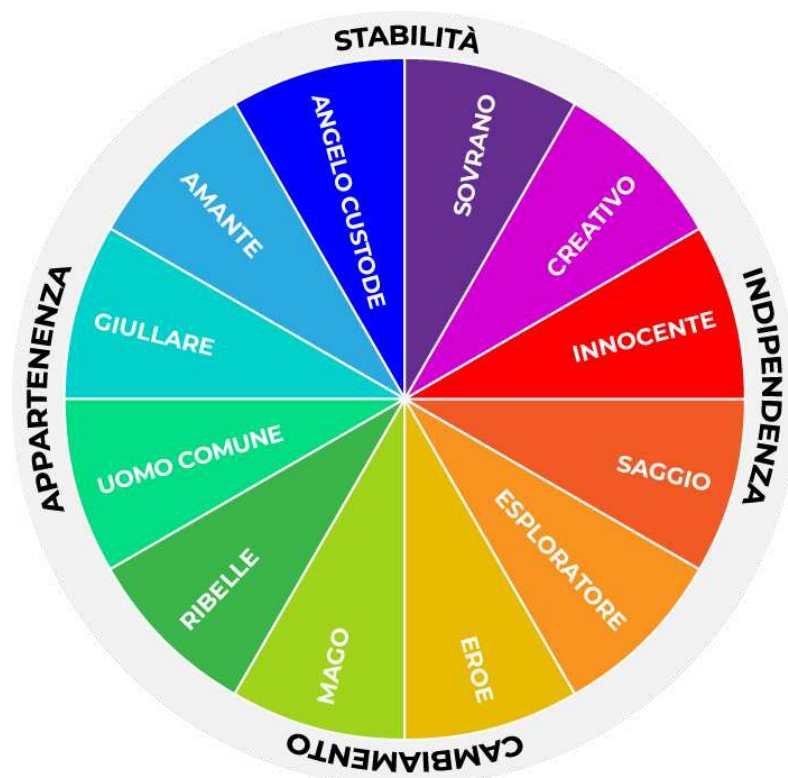 STABILITÀ
SOVRANO
CREATIVO
INNOCENTE
INDIPENDENZA
SAGGIO
ESPLORATORE
EROE
CAMBIAMENTO
MAGO
RIBELLE
UOMO COMUNE
APPARTENENZA
GIULLARE
AMANTE
ANGELO CUSTODE